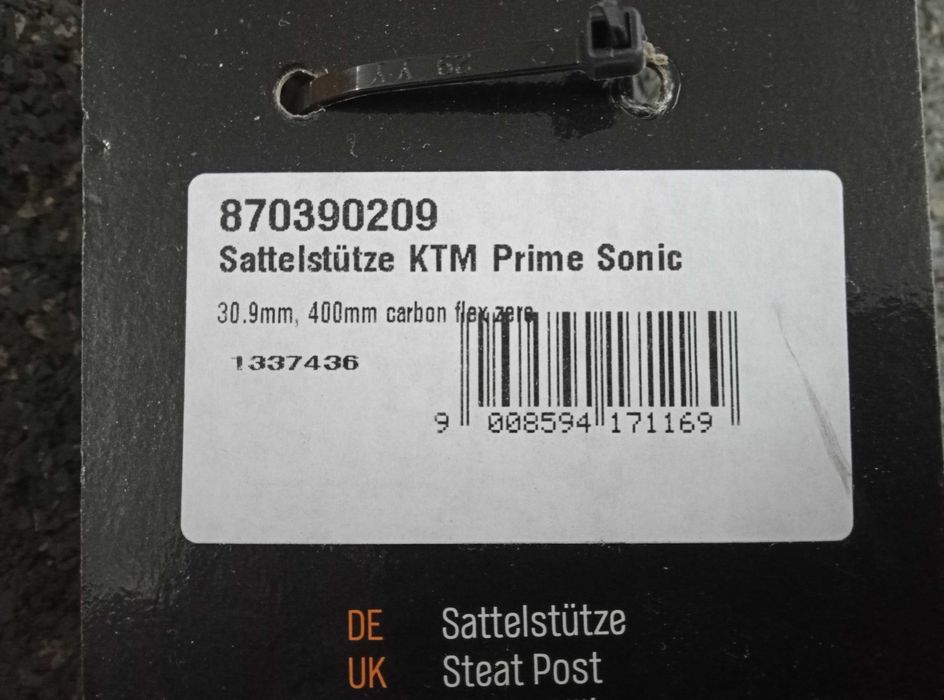 870390209
Sattelstütze KTM Prime Sonic
30.9mm, 400mm carbon flex zero
1337436
9 008594 171169
DE Sattelstütze
UK Steat Post